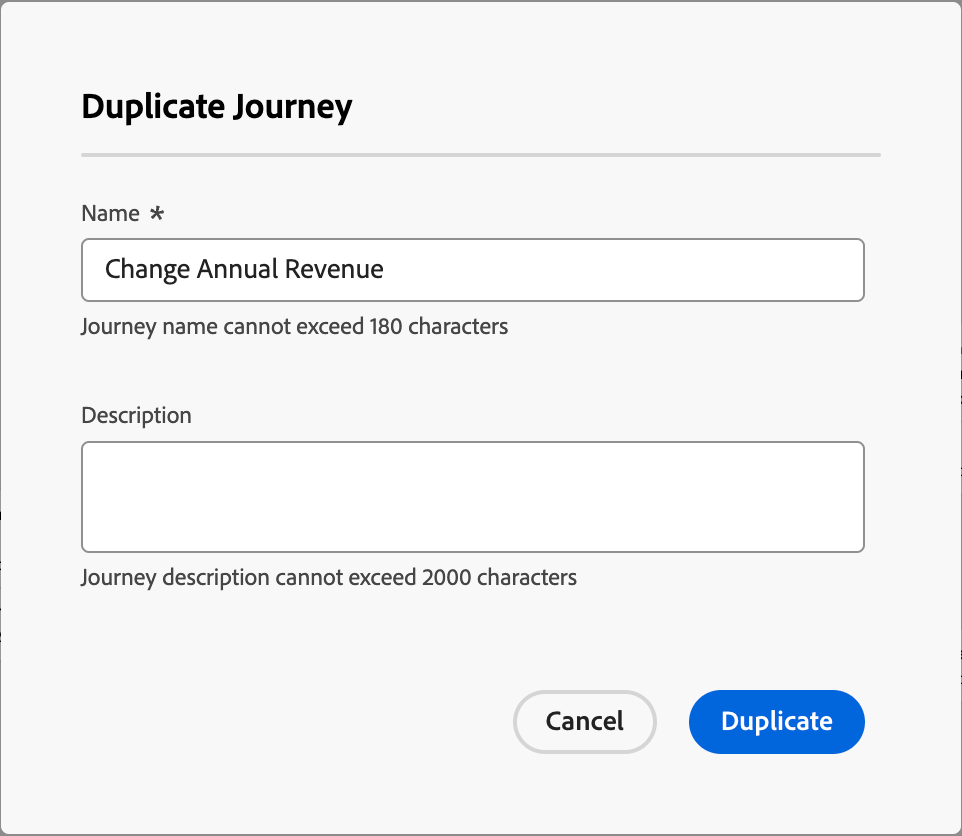 Duplicate Journey
Name *
Change Annual Revenue
Journey name cannot exceed 180 characters
Description
Journey description cannot exceed 2000 characters
Cancel
Duplicate